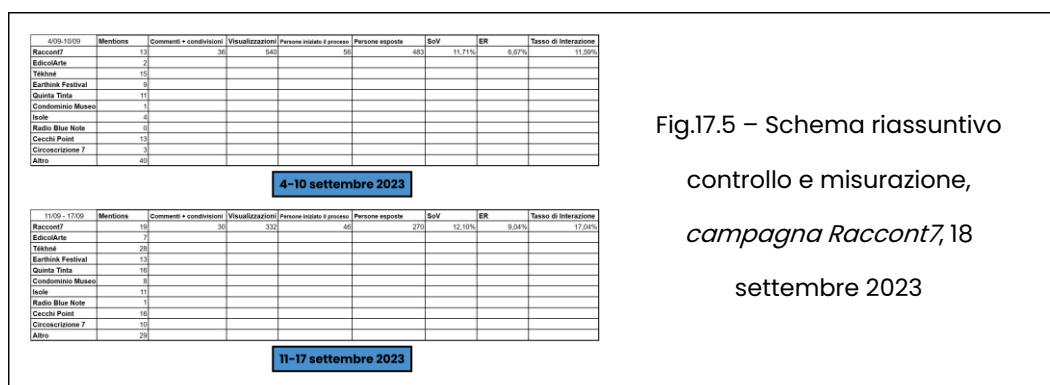 4/09-10/09 Mentions Commenti + condivisioni Visualizzazioni Persone iniziato il processo Persone esposte SoV ER Tasso di Interazione
Raccont7 13 36 540 56 483 11,71% 6,67% 11,59%
EdicolArte 2
Tékhné 15
Earthink Festival 9
Quinta Tinta 11
Condominio Museo 1
Isole 4
Radio Blue Note 0
Cecchi Point 13
Circoscrizione 7 3
Altro 40
4-10 settembre 2023
11/09 - 17/09 Mentions Commenti + condivisioni Visualizzazioni Persone iniziato il processo Persone esposte SoV ER Tasso di Interazione
Raccont7 19 30 332 46 270 12,10% 9,04% 17,04%
EdicolArte 7
Tékhné 28
Earthink Festival 13
Quinta Tinta 16
Condominio Museo 8
Isole 11
Radio Blue Note 1
Cecchi Point 16
Circoscrizione 7 10
Altro 29
11-17 settembre 2023
Fig.17.5 – Schema riassuntivo
controllo e misurazione,
campagna Raccont7, 18
settembre 2023